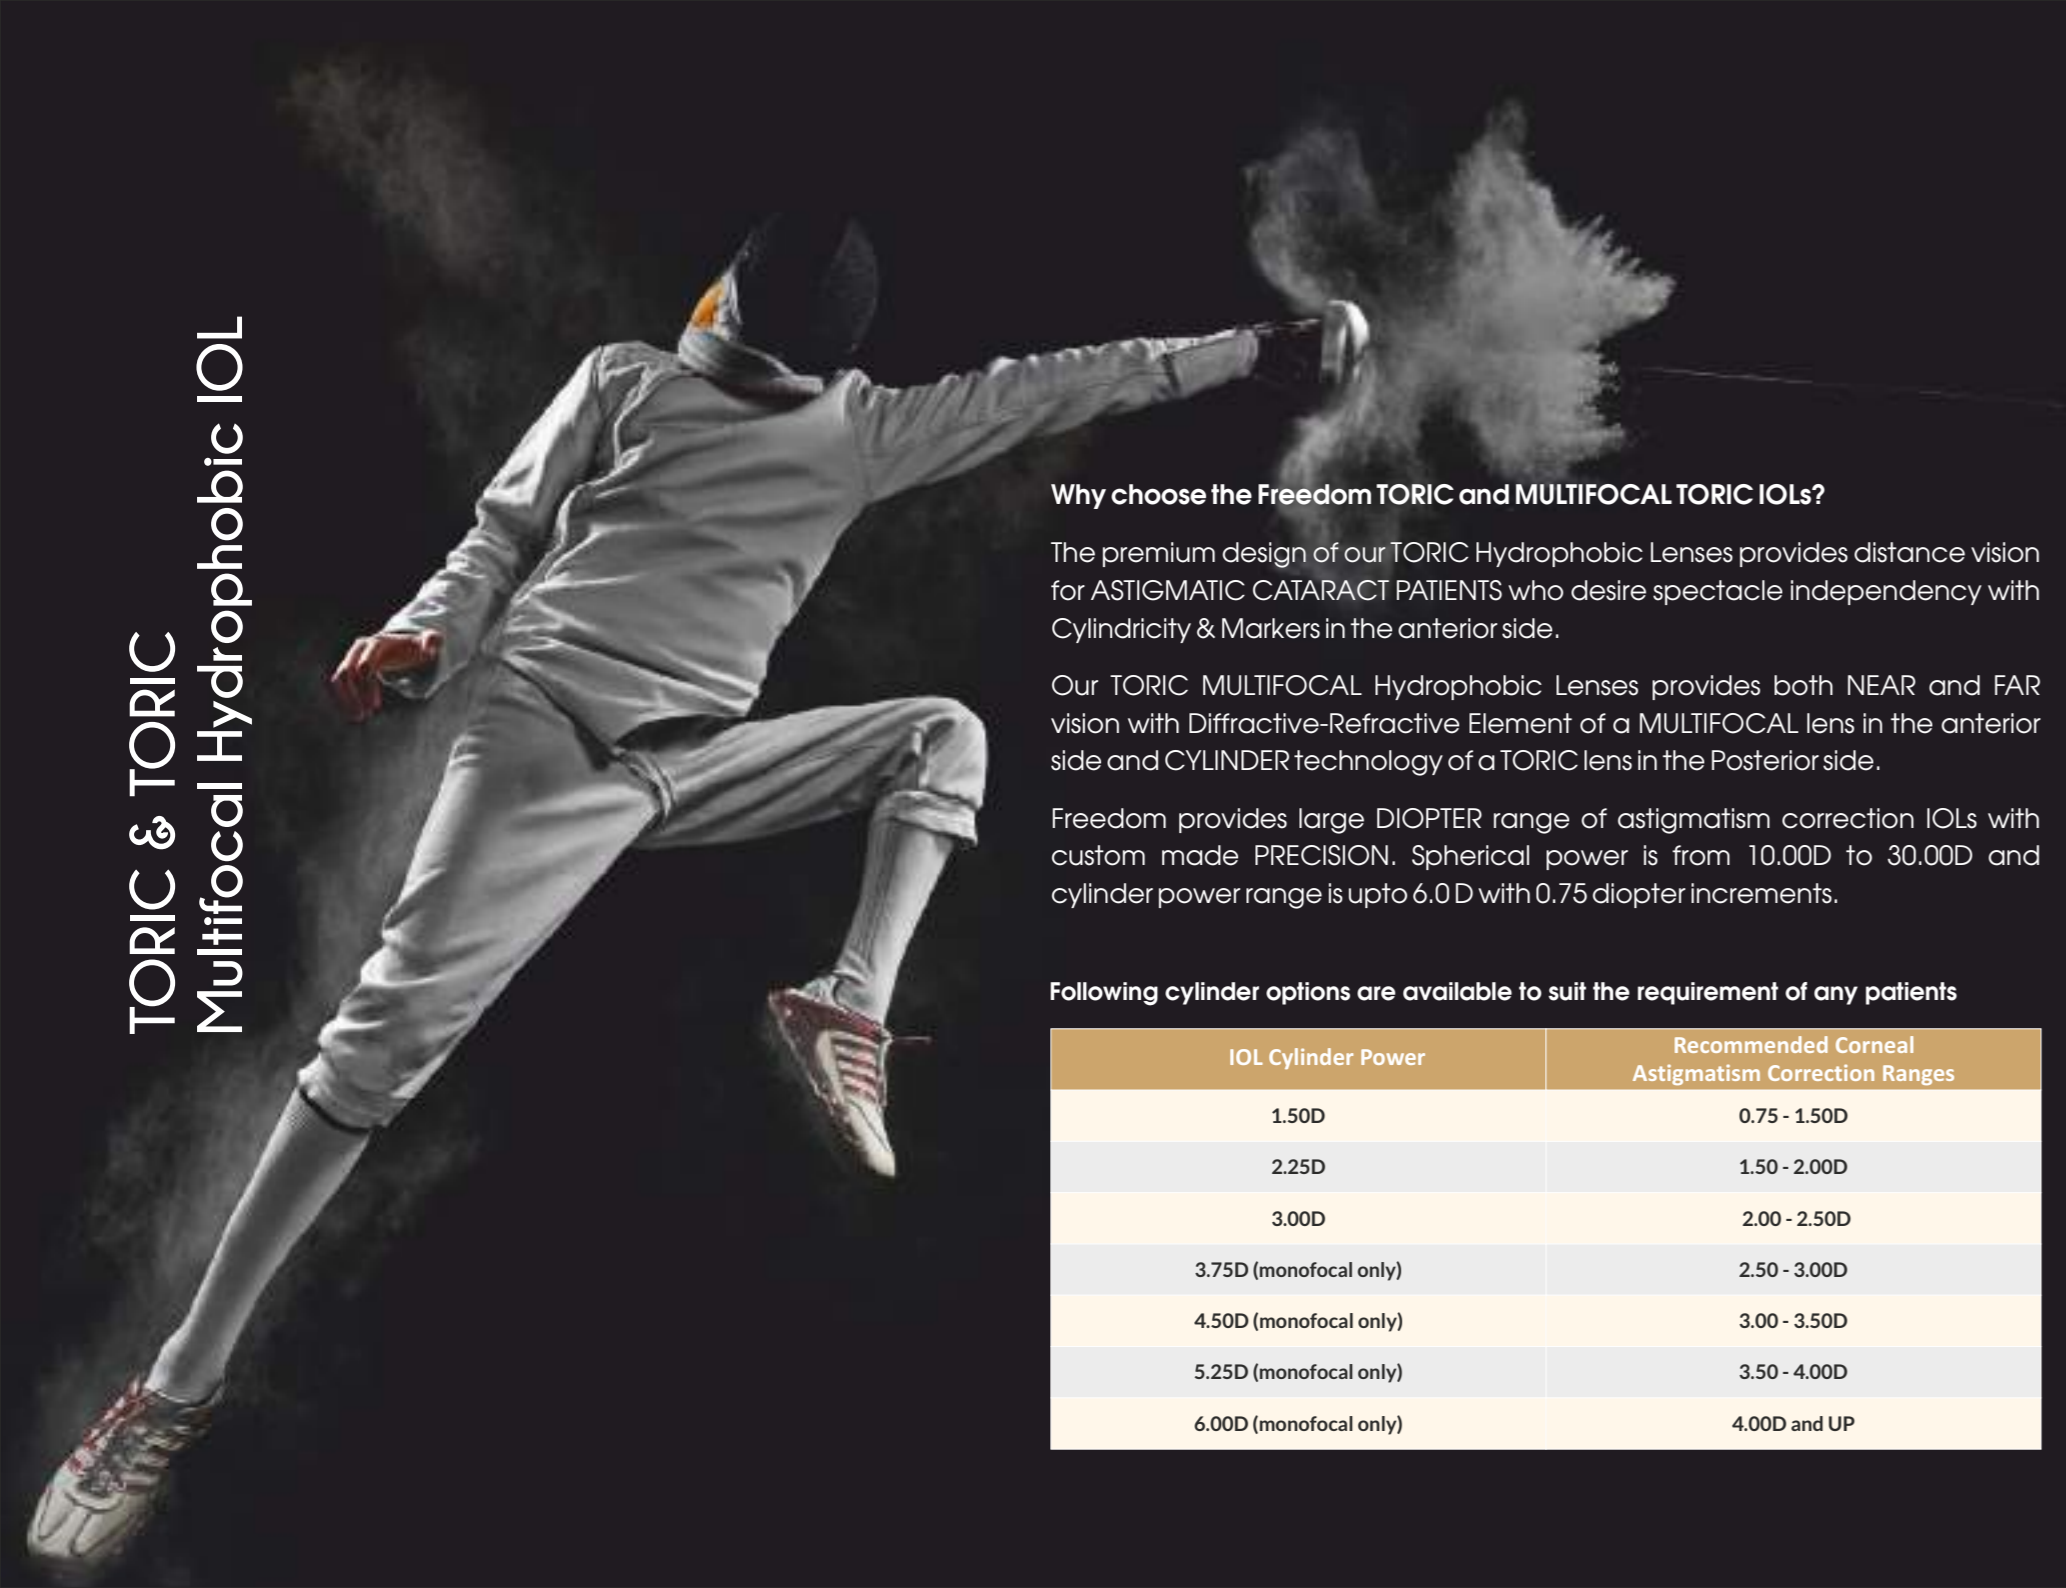 TORIC & TORIC
Multifocal Hydrophobic IOL
Why choose the Freedom TORIC and MULTIFOCAL TORIC IOLs?
The premium design of our TORIC Hydrophobic Lenses provides distance vision
for ASTIGMATIC CATARACT PATIENTS who desire spectacle independency with
Cylindricity & Markers in the anterior side.
Our TORIC MULTIFOCAL Hydrophobic Lenses provides both NEAR and FAR
vision with Diffractive-Refractive Element of a MULTIFOCAL lens in the anterior
side and CYLINDER technology of a TORIC lens in the Posterior side.
Freedom provides large DIOPTER range of astigmatism correction IOLs with
custom made PRECISION. Spherical power is from 10.00D to 30.00D and
cylinder power range is upto 6.0 D with 0.75 diopter increments.
Following cylinder options are available to suit the requirement of any patients
IOL Cylinder Power
Recommended Corneal
Astigmatism Correction Ranges
1.50D 0.75 - 1.50D
2.25D 1.50 - 2.00D
3.00D 2.00 - 2.50D
3.75D (monofocal only) 2.50 - 3.00D
4.50D (monofocal only) 3.00 - 3.50D
5.25D (monofocal only) 3.50 - 4.00D
6.00D (monofocal only) 4.00D and UP